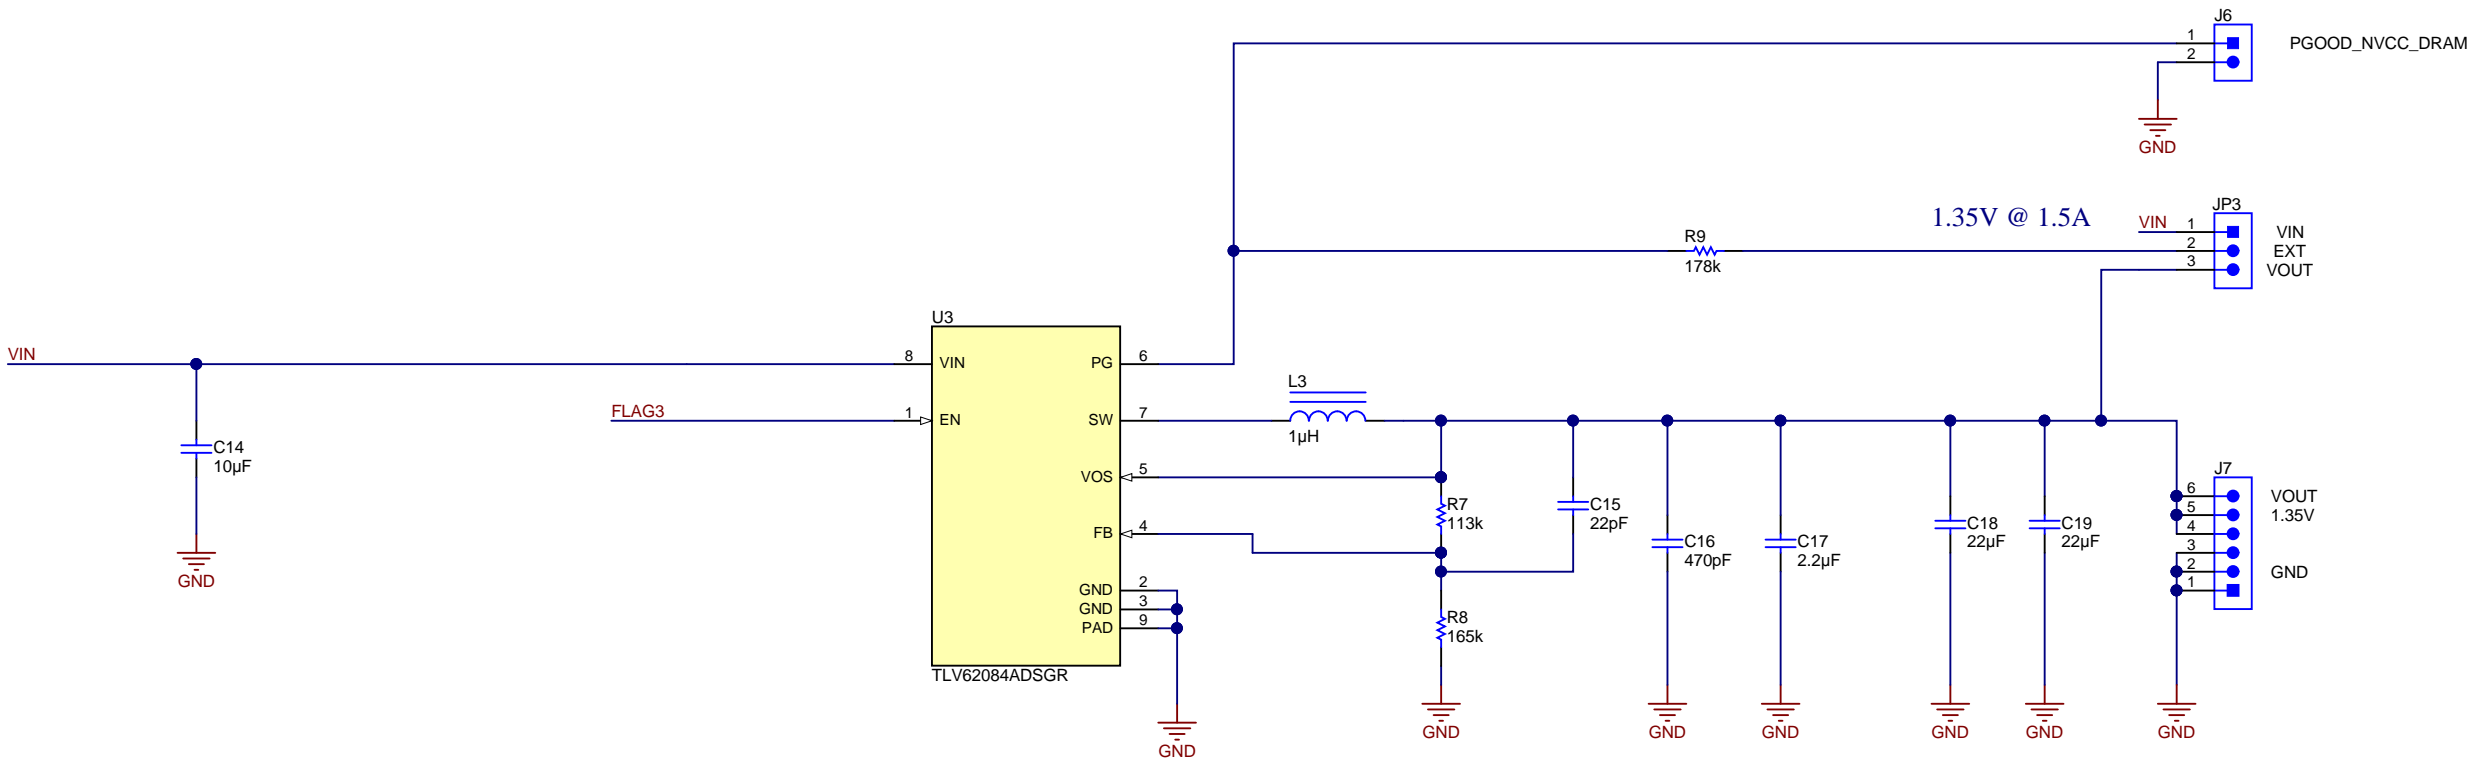 J6
1
2
PGOOD_NVCC_DRAM
GND
1.35V @ 1.5A
JP3
VIN
1
2
3
VIN
EXT
VOUT
R9
178k
U3
VIN
8
VIN
PG
6
FLAG3
1
EN
SW
7
L3
1µH
C14
10µF
GND
VOS
5
FB
4
GND
2
GND
3
PAD
9
TLV62084ADSGR
GND
R7
113k
R8
165k
GND
C15
22pF
C16
470pF
GND
C17
2.2µF
GND
C18
22µF
GND
C19
22µF
GND
J7
6
5
4
3
2
1
VOUT
1.35V
GND
GND